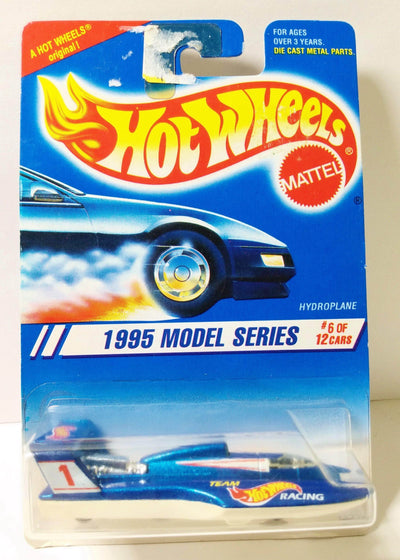 A HOT WHEELS®
original!
FOR AGES
OVER 3 YEARS.
DIE CAST METAL PARTS.
HOT WHEELS®
MATTEL
®
HYDROPLANE
1995 MODEL SERIES
#6 OF
12 CARS
1
TEAM
HOT WHEELS
RACING